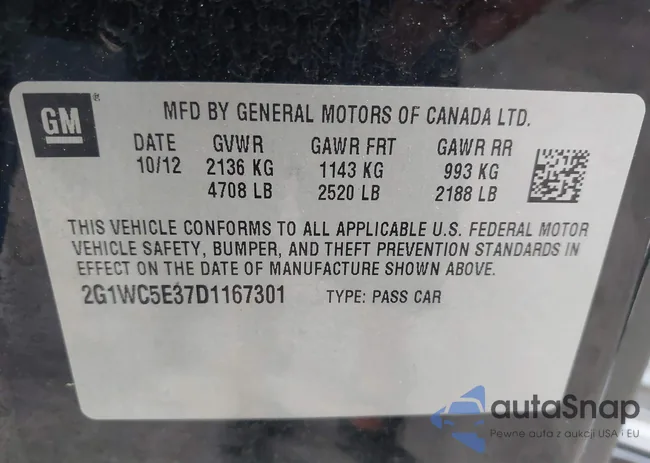 GM®
MFD BY GENERAL MOTORS OF CANADA LTD.
DATE GVWR GAWR FRT GAWR RR
10/12 2136 KG 1143 KG 993 KG
4708 LB 2520 LB 2188 LB
THIS VEHICLE CONFORMS TO ALL APPLICABLE U.S. FEDERAL MOTOR
VEHICLE SAFETY, BUMPER, AND THEFT PREVENTION STANDARDS IN
EFFECT ON THE DATE OF MANUFACTURE SHOWN ABOVE.
2G1WC5E37D1167301 TYPE: PASS CAR
autaSnap
Pewne auta z aukcji USA i EU